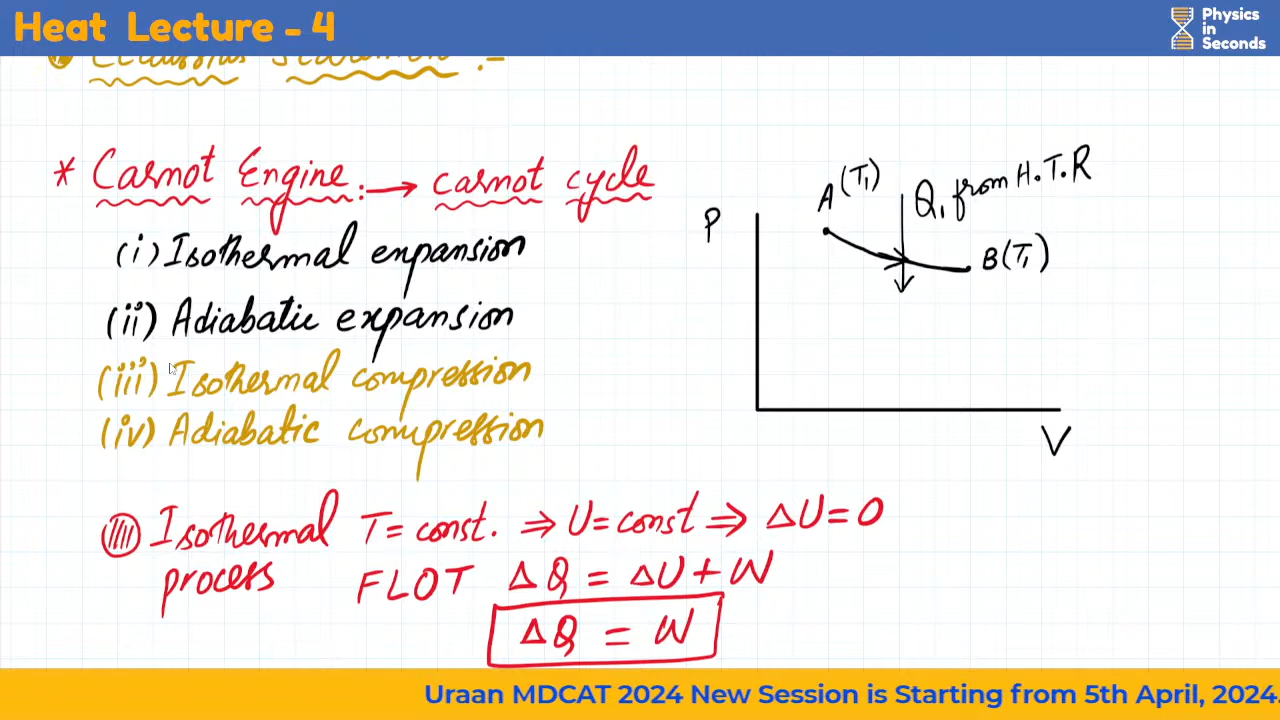 Heat Lecture - 4
Physics
in
Seconds
* Carnot Engine :→ carnot cycle
(i) Isothermal expansion
(ii) Adiabatic expansion
(iii) Isothermal compression
(iv) Adiabatic compression
P
A(T₁)
Q₁ from H.T.R
B(T₁)
V
Isothermal T = const. ⇒ U = const ⇒ ΔU = 0
process FLOT ΔQ = ΔU + W
ΔQ = W
Uraan MDCAT 2024 New Session is Starting from 5th April, 2024.